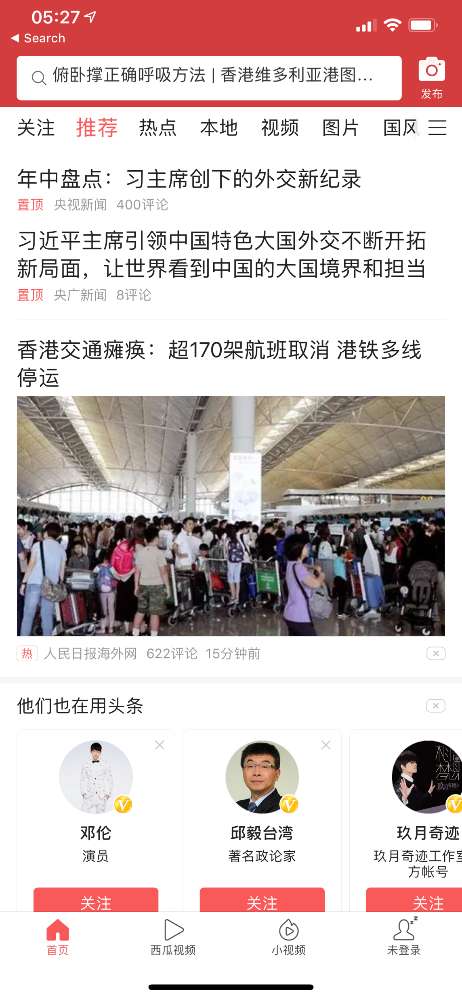 05:27
Search
俯卧撑正确呼吸方法 | 香港维多利亚港图...
发布
关注 推荐 热点 本地 视频 图片 国风
年中盘点：习主席创下的外交新纪录
置顶 央视新闻 400评论
习近平主席引领中国特色大国外交不断开拓
新局面，让世界看到中国的大国境界和担当
置顶 央广新闻 8评论
香港交通瘫痪：超170架航班取消 港铁多线
停运
热 人民日报海外网 622评论 15分钟前
他们也在用头条
邓伦
演员
关注
邱毅台湾
著名政论家
关注
玖月奇迹
玖月奇迹工作室
方帐号
关注
首页 西瓜视频 小视频 未登录